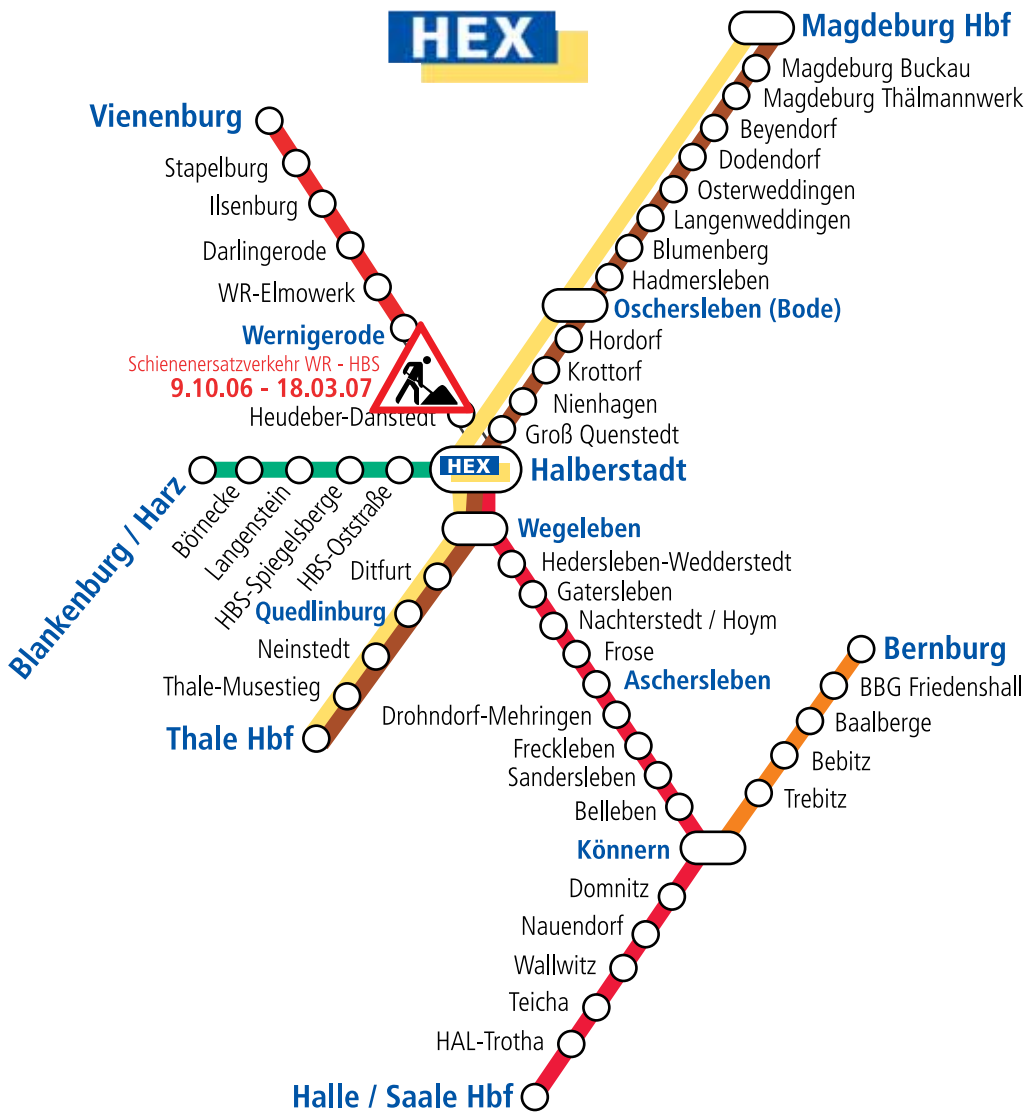 HEX
Magdeburg Hbf
Magdeburg Buckau
Magdeburg Thälmannwerk
Beyendorf
Dodendorf
Osterweddingen
Langenweddingen
Blumenberg
Hadmersleben
Oschersleben (Bode)
Hordorf
Krottorf
Nienhagen
Groß Quenstedt
Vienenburg
Stapelburg
Ilsenburg
Darlingerode
WR-Elmowerk
Wernigerode
Schienenersatzverkehr WR - HBS
9.10.06 - 18.03.07
Heudeber-Danstedt
HEX
Halberstadt
Blankenburg / Harz
Börnecke
Langenstein
HBS-Spiegelsberge
HBS-Oststraße
Wegeleben
Ditfurt
Quedlinburg
Neinstedt
Thale-Musestieg
Thale Hbf
Hedersleben-Wedderstedt
Gatersleben
Nachterstedt / Hoym
Frose
Aschersleben
Drohndorf-Mehringen
Freckleben
Sandersleben
Belleben
Könnern
Bernburg
BBG Friedenshall
Baalberge
Bebitz
Trebitz
Domnitz
Nauendorf
Wallwitz
Teicha
HAL-Trotha
Halle / Saale Hbf